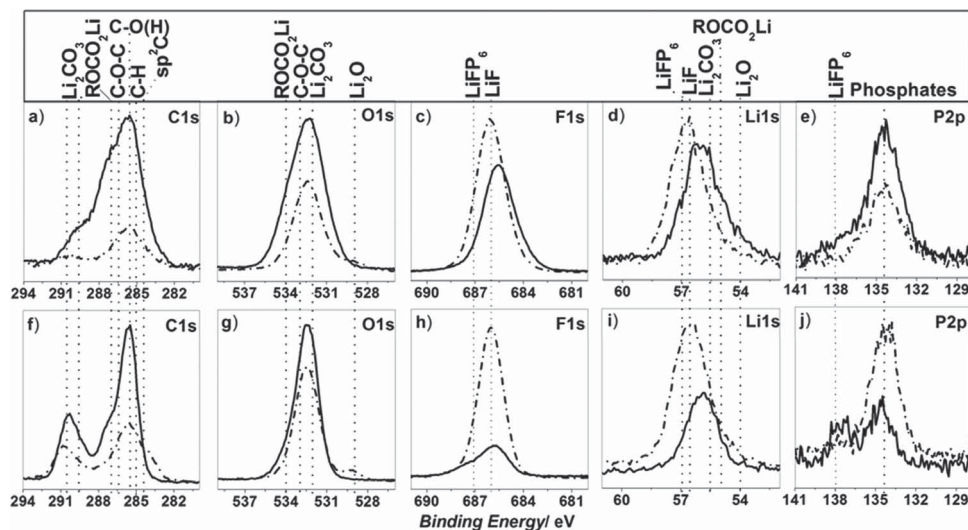 Li₂CO₃
ROCO₂Li
C-O-C
C-O(H)
C-H
sp²C
ROCO₂Li
C-O-C
Li₂CO₃
Li₂O
LiFP₆
LiF
ROCO₂Li
LiFP₆
LiF
Li₂CO₃
Li₂O
LiFP₆
Phosphates
a) C1s
b) O1s
c) F1s
d) Li1s
e) P2p
294 291 288 285 282
537 534 531 528
690 687 684 681
60 57 54
141 138 135 132
f) C1s
g) O1s
h) F1s
i) Li1s
j) P2p
294 291 288 285 282
537 534 531 528
690 687 684 681
60 57 54
141 138 135 132
Binding Energy/ eV